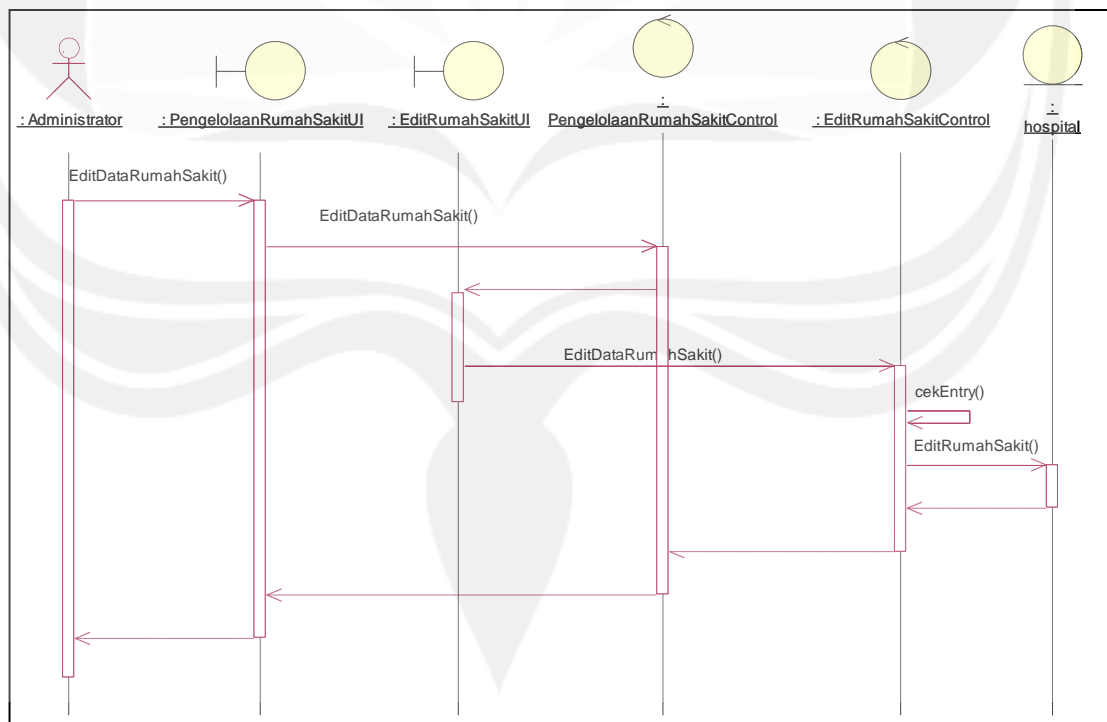 : Administrator
: PengelolaanRumahSakitUI
: EditRumahSakitUI
:
PengelolaanRumahSakitControl
: EditRumahSakitControl
:
hospital
EditDataRumahSakit()
EditDataRumahSakit()
EditDataRumahSakit()
cekEntry()
EditRumahSakit()